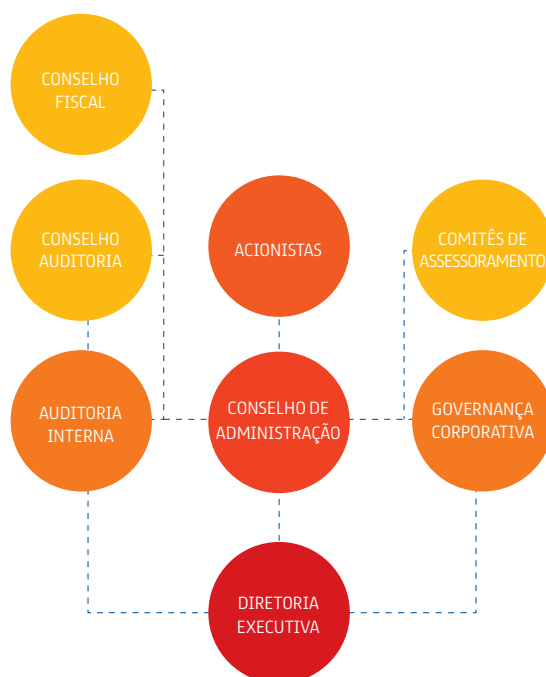 CONSELHO
FISCAL
CONSELHO
AUDITORIA
ACIONISTAS
COMITÊS DE
ASSESSORAMENTO
AUDITORIA
INTERNA
CONSELHO DE
ADMINISTRAÇÃO
GOVERNANÇA
CORPORATIVA
DIRETORIA
EXECUTIVA